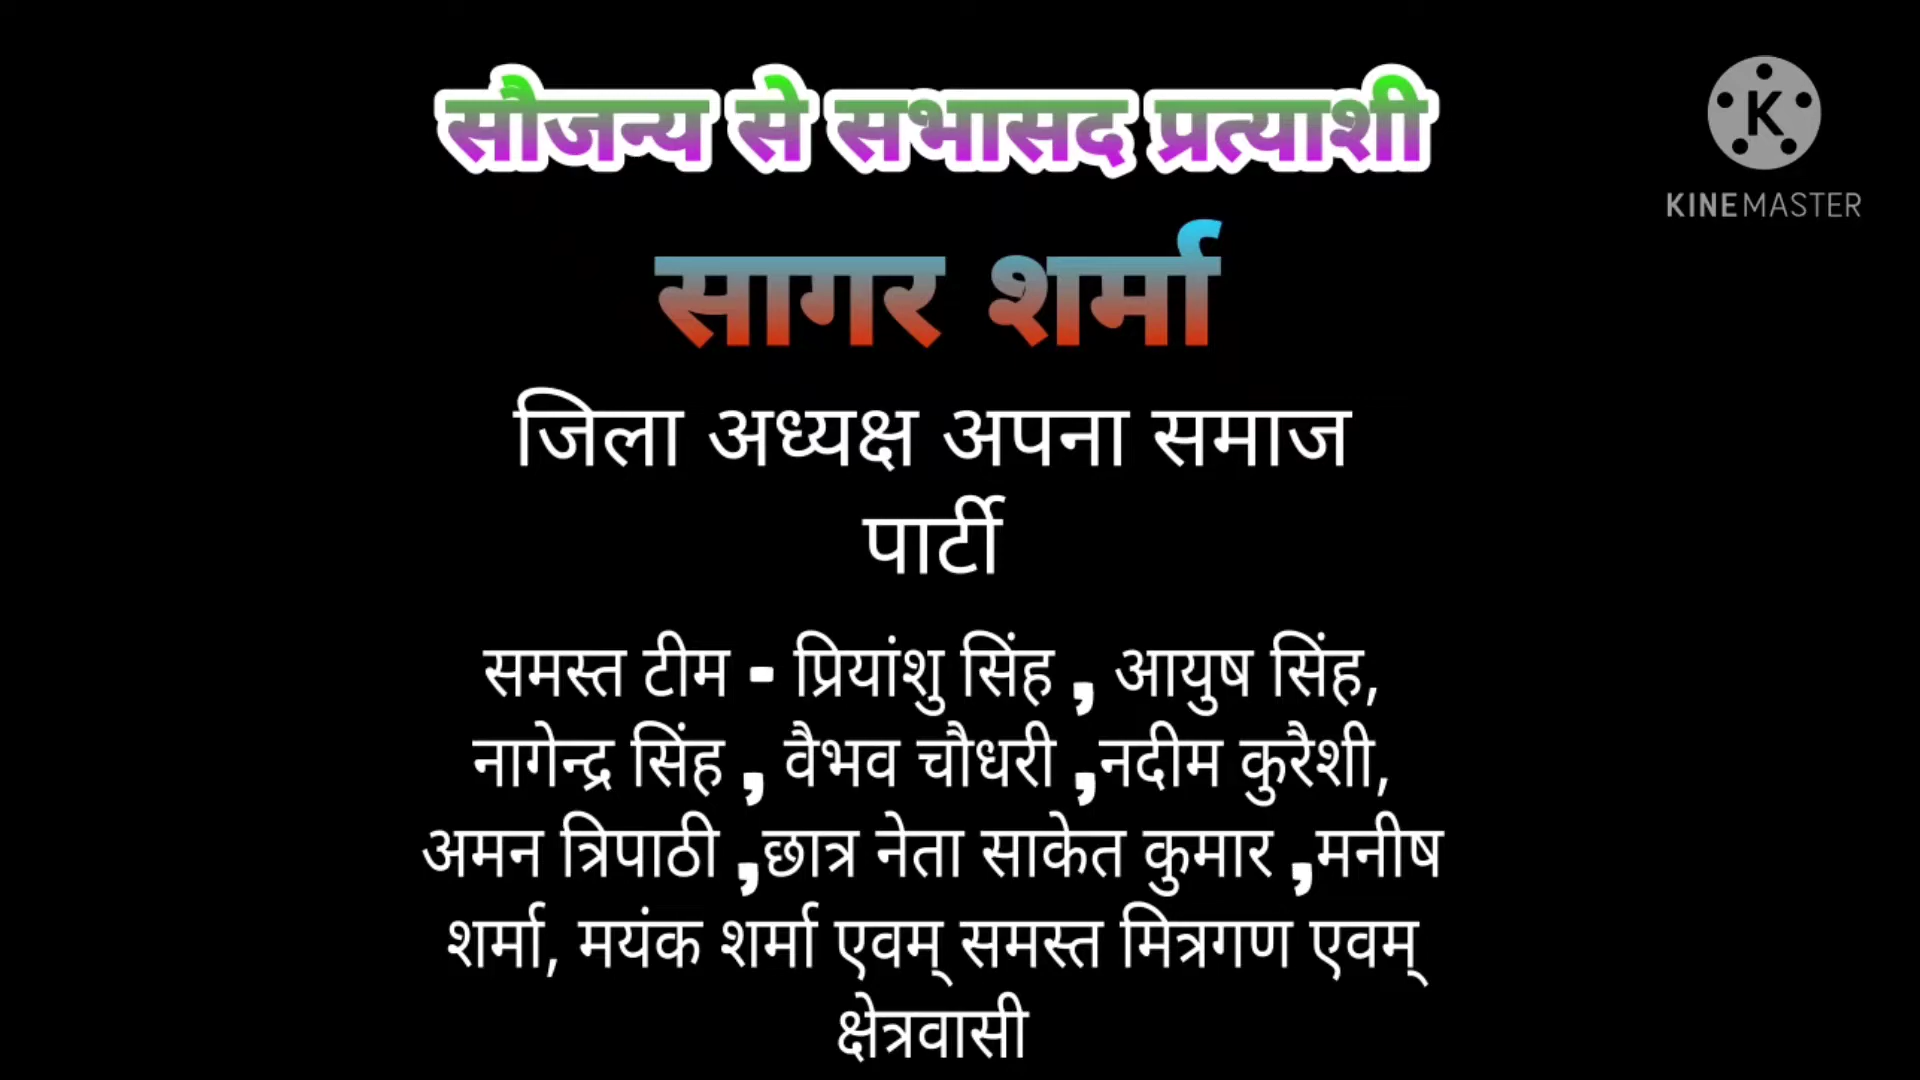 सौजन्य से सभासद प्रत्याशी
K
KINEMASTER
सागर शर्मा
जिला अध्यक्ष अपना समाज
पार्टी
समस्त टीम - प्रियांशु सिंह , आयुष सिंह,
नागेन्द्र सिंह , वैभव चौधरी ,नदीम कुरैशी,
अमन त्रिपाठी ,छात्र नेता साकेत कुमार ,मनीष
शर्मा, मयंक शर्मा एवम् समस्त मित्रगण एवम्
क्षेत्रवासी